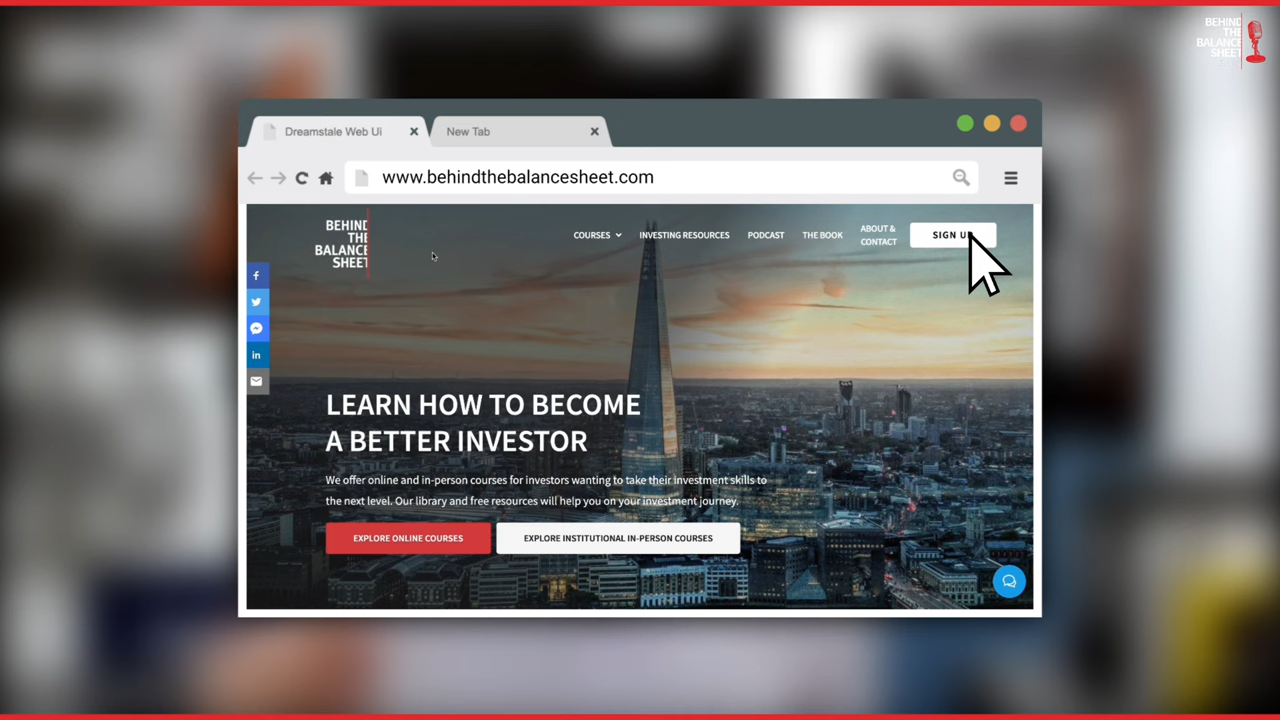 BEHIND
THE
BALANCE
SHEET
Dreamstale Web Ui
New Tab
www.behindthebalancesheet.com
BEHIND
THE
BALANCE
SHEET
COURSES
INVESTING RESOURCES
PODCAST
THE BOOK
ABOUT &
CONTACT
SIGN UP
LEARN HOW TO BECOME
A BETTER INVESTOR
We offer online and in-person courses for investors wanting to take their investment skills to
the next level. Our library and free resources will help you on your investment journey.
EXPLORE ONLINE COURSES
EXPLORE INSTITUTIONAL IN-PERSON COURSES